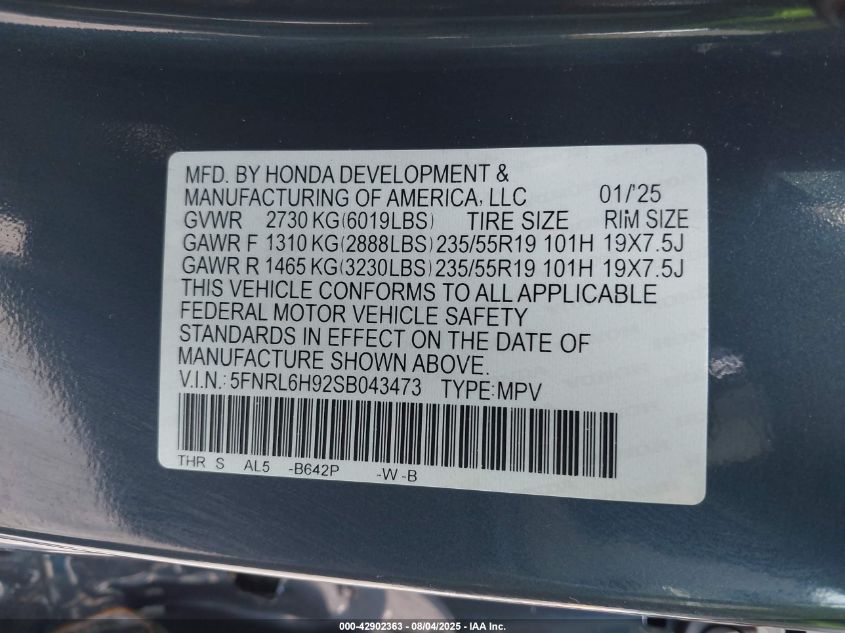 MFD. BY HONDA DEVELOPMENT &
MANUFACTURING OF AMERICA, LLC 01/'25
GVWR 2730 KG(6019LBS) TIRE SIZE RIM SIZE
GAWR F 1310 KG(2888LBS) 235/55R19 101H 19X7.5J
GAWR R 1465 KG(3230LBS) 235/55R19 101H 19X7.5J
THIS VEHICLE CONFORMS TO ALL APPLICABLE
FEDERAL MOTOR VEHICLE SAFETY
STANDARDS IN EFFECT ON THE DATE OF
MANUFACTURE SHOWN ABOVE.
V.I.N.: 5FNRL6H92SB043473 TYPE:MPV
THR S AL5 -B642P -W-B
000-42902363 - 08/04/2025 - IAA Inc.